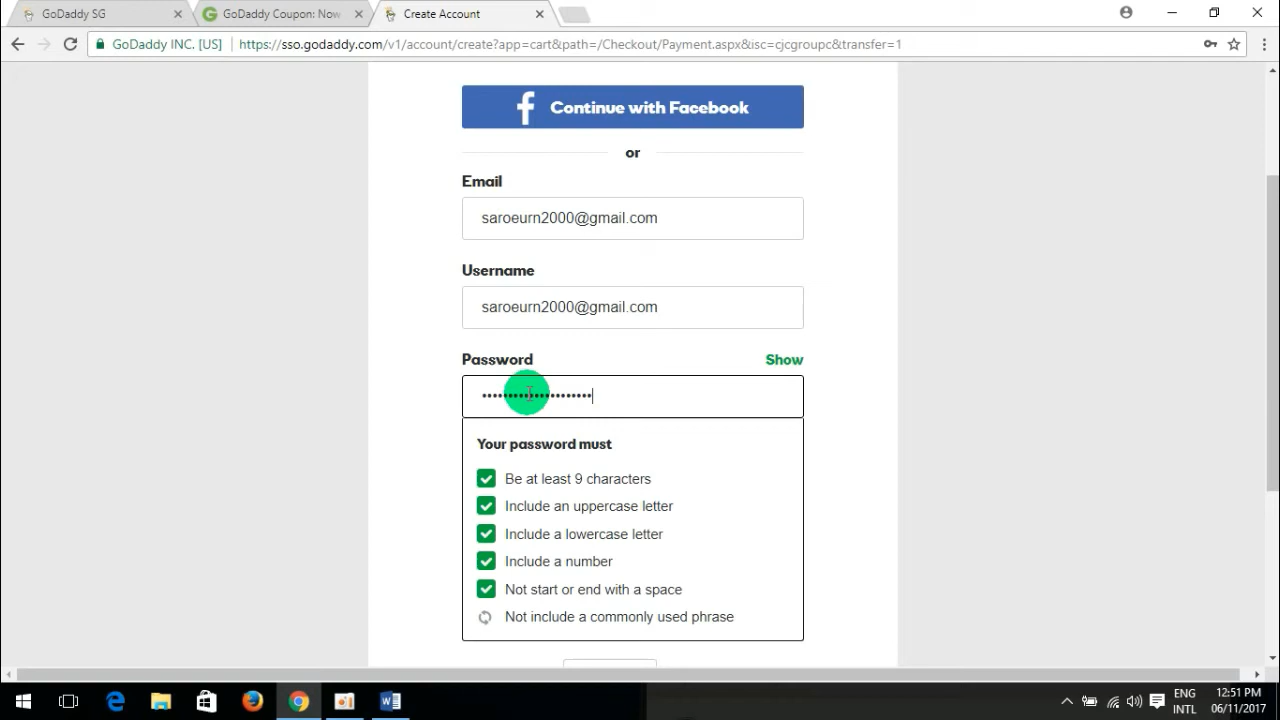 GoDaddy SG
GoDaddy Coupon: Now
Create Account
GoDaddy INC. [US]
https://sso.godaddy.com/v1/account/create?app=cart&path=/Checkout/Payment.aspx&isc=cjcgroupc&transfer=1
f Continue with Facebook
or
Email
saroeurn2000@gmail.com
Username
saroeurn2000@gmail.com
Password
Show
Your password must
Be at least 9 characters
Include an uppercase letter
Include a lowercase letter
Include a number
Not start or end with a space
Not include a commonly used phrase
ENG
INTL
12:51 PM
06/11/2017